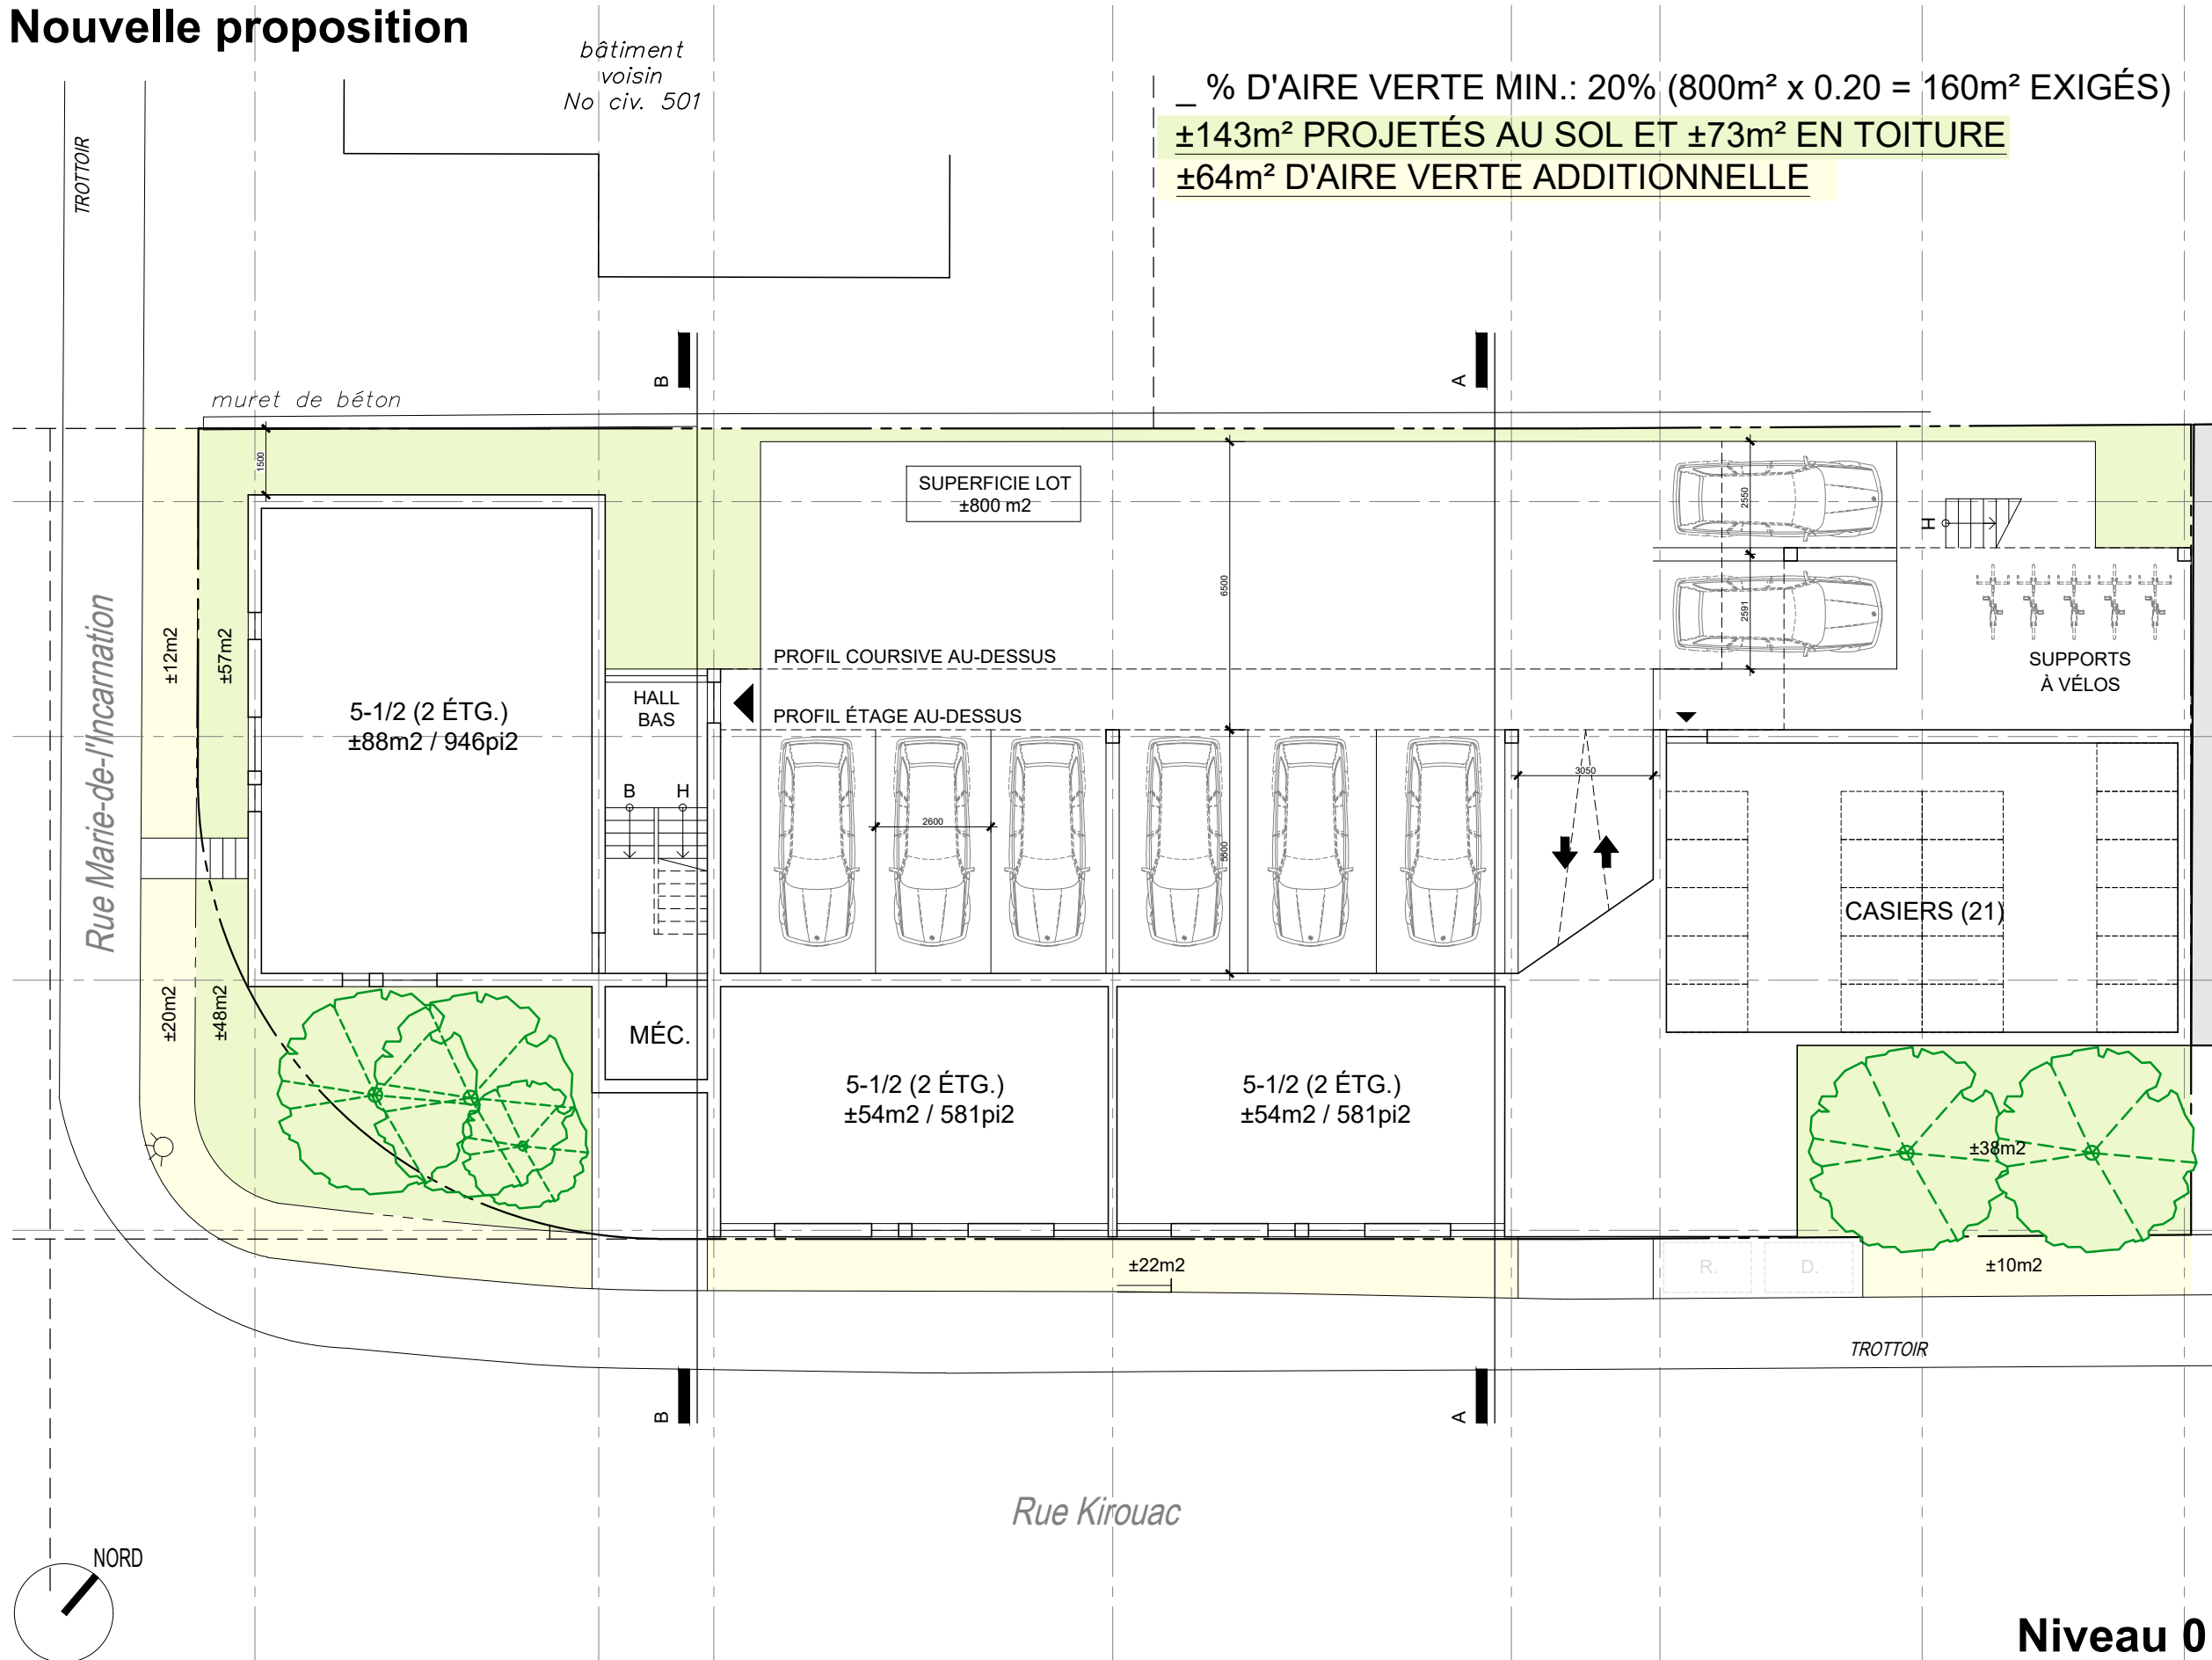 Nouvelle proposition
bâtiment
voisin
No civ. 501
_ % D'AIRE VERTE MIN.: 20% (800m² x 0.20 = 160m² EXIGÉS)
±143m² PROJETÉS AU SOL ET ±73m² EN TOITURE
±64m² D'AIRE VERTE ADDITIONNELLE
TROTTOIR
B
A
muret de béton
1500
SUPERFICIE LOT
±800 m2
6500
2550
2591
H
SUPPORTS
À VÉLOS
Rue Marie-de-l'Incarnation
±12m2
±57m2
5-1/2 (2 ÉTG.)
±88m2 / 946pi2
HALL
BAS
PROFIL COURSIVE AU-DESSUS
PROFIL ÉTAGE AU-DESSUS
B
H
2600
5500
3050
CASIERS (21)
±20m2
±48m2
MÉC.
5-1/2 (2 ÉTG.)
±54m2 / 581pi2
5-1/2 (2 ÉTG.)
±54m2 / 581pi2
±38m2
±22m2
R.
D.
±10m2
TROTTOIR
B
A
Rue Kirouac
NORD
Niveau 0